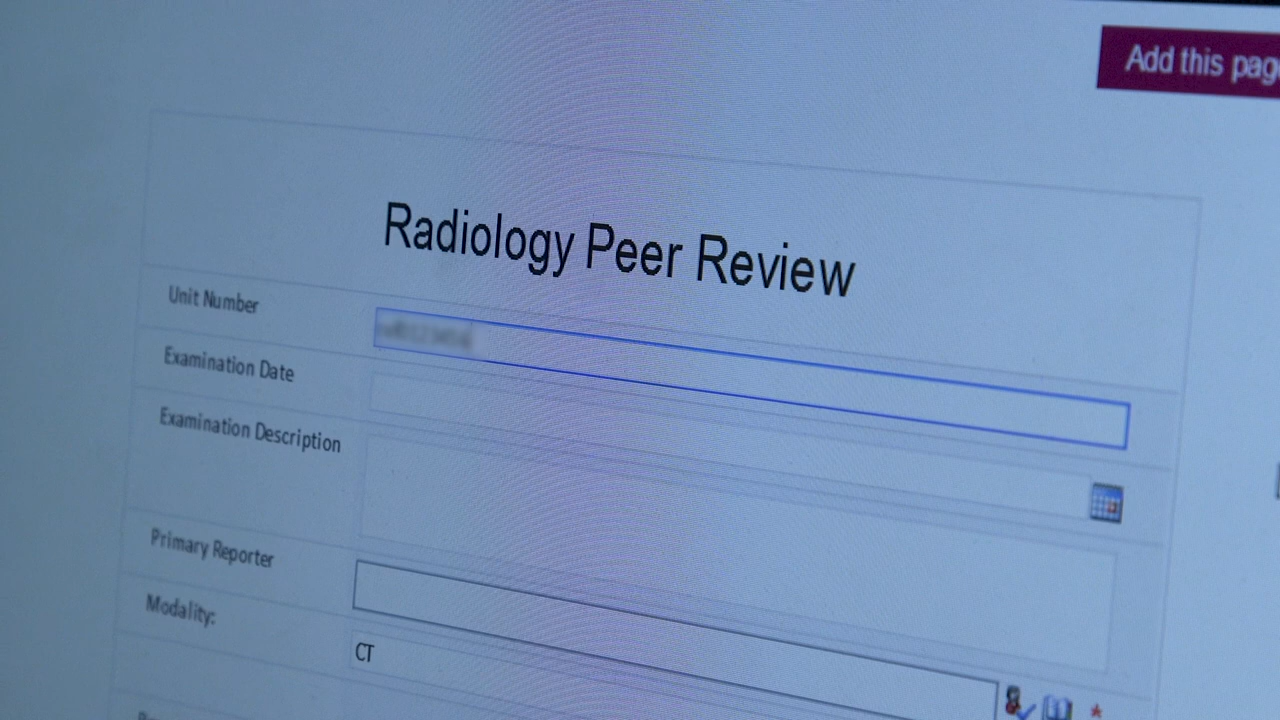 Add this pag
Radiology Peer Review
Unit Number
Examination Date
Examination Description
Primary Reporter
Modality:
CT
*